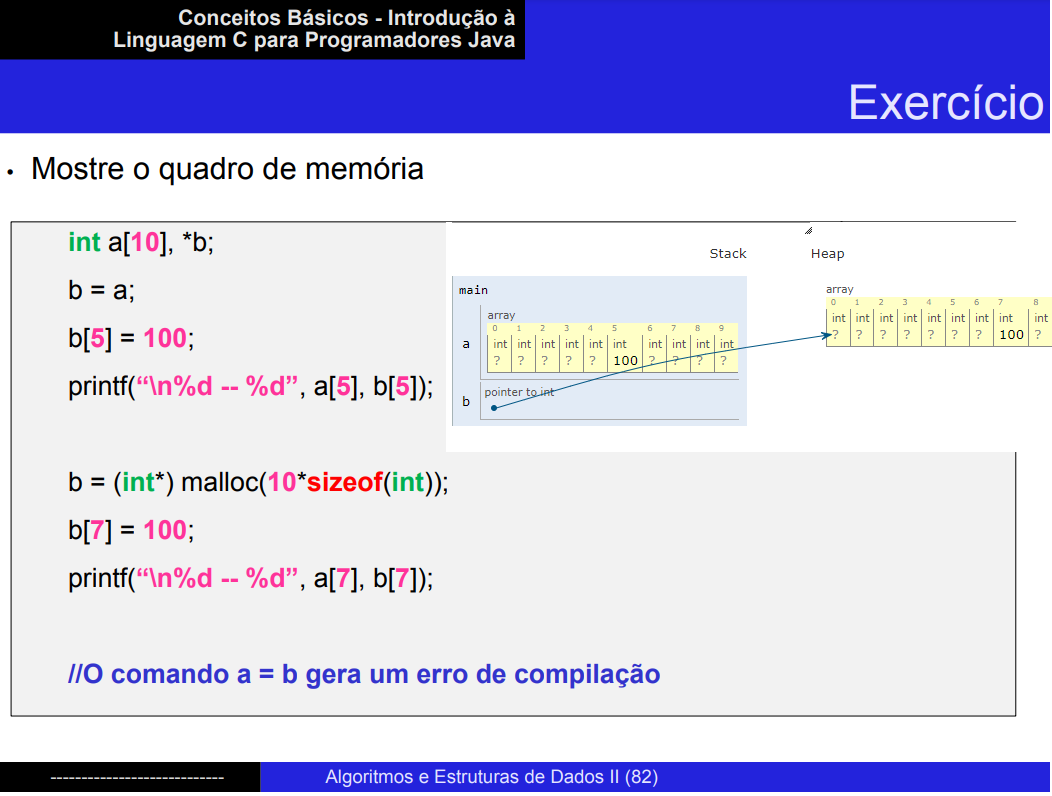 Conceitos Básicos - Introdução à
Linguagem C para Programadores Java
Exercício
• Mostre o quadro de memória
int a[10], *b;
b = a;
b[5] = 100;
printf(“\n%d -- %d”, a[5], b[5]);
b = (int*) malloc(10*sizeof(int));
b[7] = 100;
printf(“\n%d -- %d”, a[7], b[7]);
//O comando a = b gera um erro de compilação
Stack
Heap
main
array
0 1 2 3 4 5 6 7 8 9
a
int int int int int int int int int int
? ? ? ? ? 100 ? ? ? ?
b
pointer to int
array
0 1 2 3 4 5 6 7 8
int int int int int int int int int
? ? ? ? ? ? ? 100 ?
----------------------------
Algoritmos e Estruturas de Dados II (82)